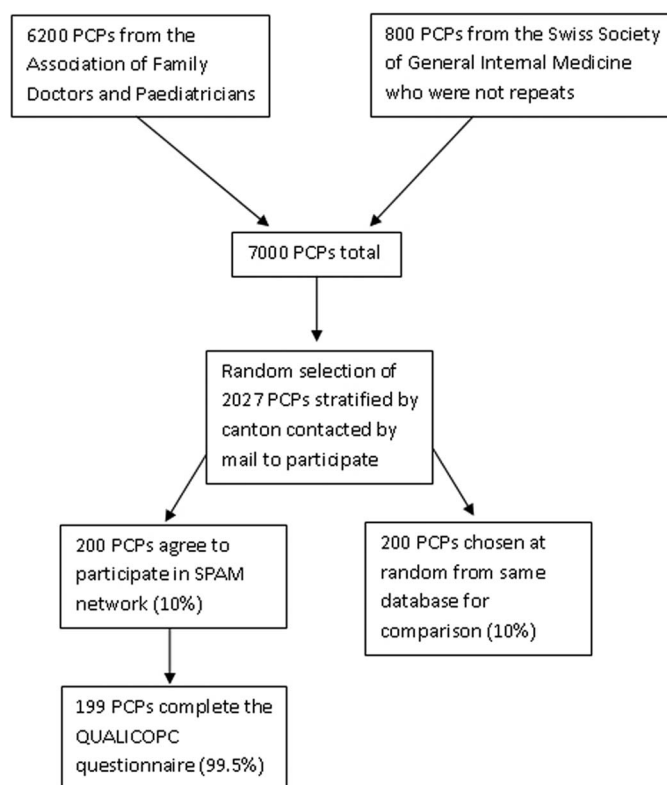 6200 PCPs from the
Association of Family
Doctors and Paediatricians
800 PCPs from the Swiss Society
of General Internal Medicine
who were not repeats
7000 PCPs total
Random selection of
2027 PCPs stratified by
canton contacted by
mail to participate
200 PCPs agree to
participate in SPAM
network (10%)
200 PCPs chosen at
random from same
database for
comparison (10%)
199 PCPs complete the
QUALICOPC
questionnaire (99.5%)